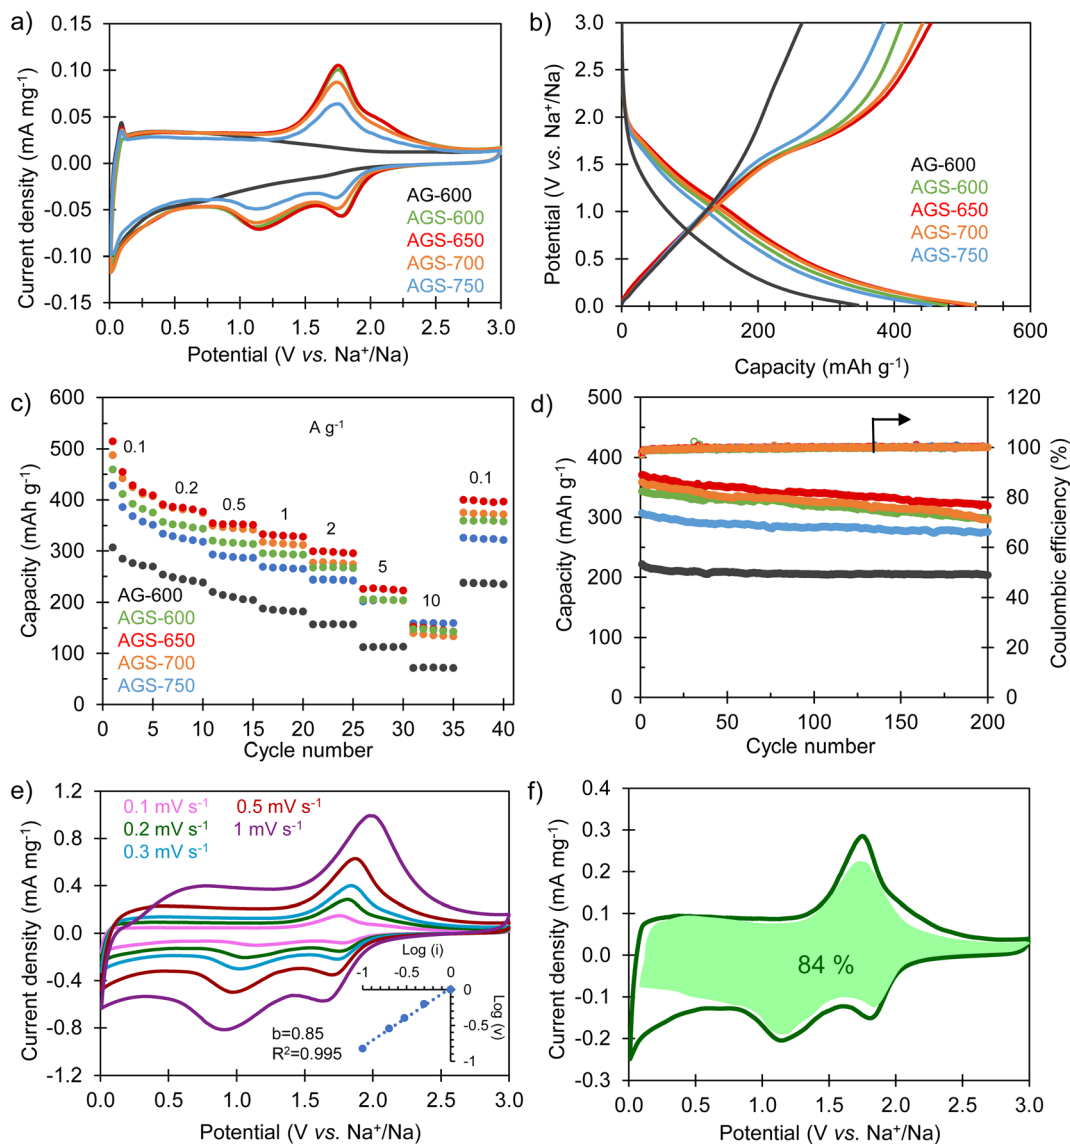 a)
0.15
0.10
0.05
0.00
-0.05
-0.10
-0.15
Current density (mA mg⁻¹)
AG-600
AGS-600
AGS-650
AGS-700
AGS-750
0.0 0.5 1.0 1.5 2.0 2.5 3.0
Potential (V vs. Na⁺/Na)
b)
3.0
2.5
2.0
1.5
1.0
0.5
0.0
Potential (V vs. Na⁺/Na)
AG-600
AGS-600
AGS-650
AGS-700
AGS-750
0 200 400 600
Capacity (mAh g⁻¹)
c)
600
500
400
300
200
100
0
Capacity (mAh g⁻¹)
A g⁻¹
0.1
0.2
0.5
1
2
5
10
0.1
AG-600
AGS-600
AGS-650
AGS-700
AGS-750
0 5 10 15 20 25 30 35 40
Cycle number
d)
500
400
300
200
100
0
Capacity (mAh g⁻¹)
120
100
80
60
40
20
0
Coulombic efficiency (%)
0 50 100 150 200
Cycle number
e)
1.2
0.8
0.4
0.0
-0.4
-0.8
-1.2
Current density (mA mg⁻¹)
0.1 mV s⁻¹ 0.5 mV s⁻¹
0.2 mV s⁻¹ 1 mV s⁻¹
0.3 mV s⁻¹
Log (i)
-1 -0.5 0
0
-0.5
-1
Log (v)
b=0.85
R²=0.995
0.0 0.5 1.0 1.5 2.0 2.5 3.0
Potential (V vs. Na⁺/Na)
f)
0.4
0.3
0.2
0.1
0.0
-0.1
-0.2
-0.3
Current density (mA mg⁻¹)
84 %
0.0 0.5 1.0 1.5 2.0 2.5 3.0
Potential (V vs. Na⁺/Na)